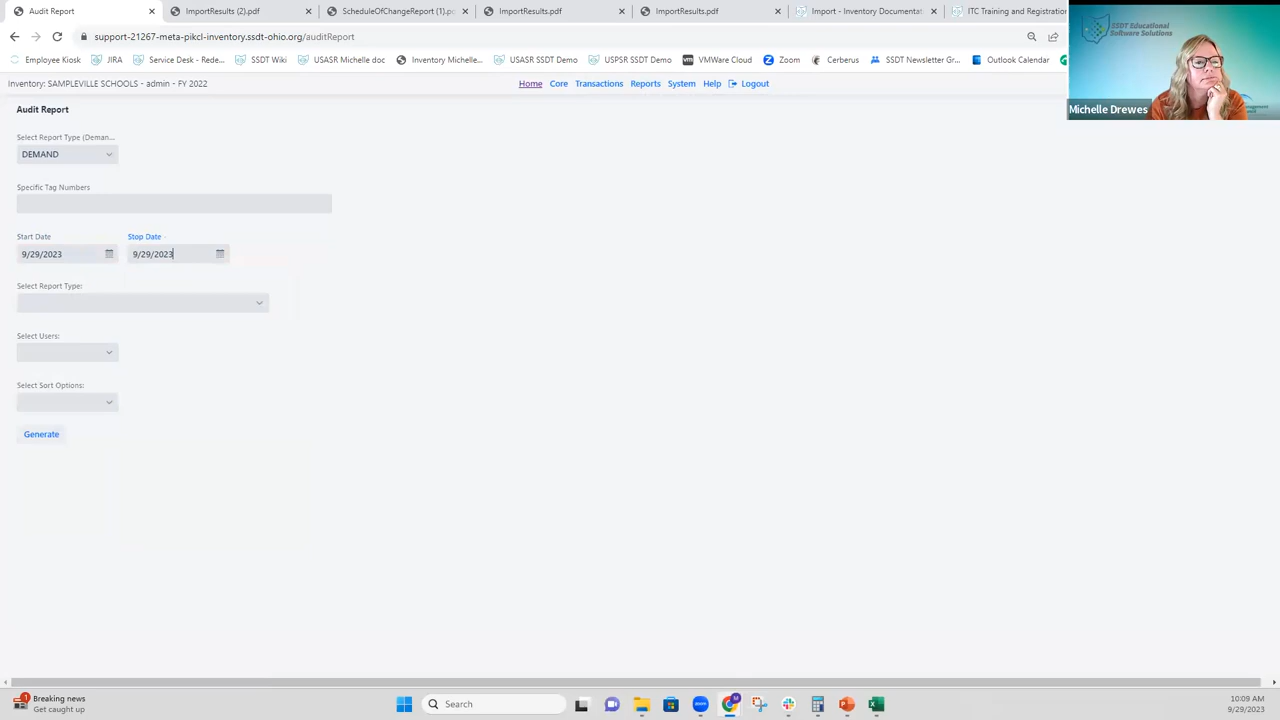 Audit Report
ImportResults (2).pdf
ScheduleOfChangeReport (1).pc
ImportResults.pdf
ImportResults.pdf
Import - Inventory Documentat
ITC Training and Registration
support-21267-meta-pikcl-inventory.ssdt-ohio.org/auditReport
Employee Kiosk
JIRA
Service Desk - Rede...
SSDT Wiki
USASR Michelle doc
Inventory Michelle...
USASR SSDT Demo
USPSR SSDT Demo
VMWare Cloud
Zoom
Cerberus
SSDT Newsletter Gr...
Outlook Calendar
Inventory: SAMPLEVILLE SCHOOLS - admin - FY 2022
Home Core Transactions Reports System Help Logout
SSDT Educational
Software Solutions
Michelle Drewes
Audit Report
Select Report Type (Deman...
DEMAND
Specific Tag Numbers
Start Date Stop Date
9/29/2023 9/29/2023
Select Report Type:
Select Users:
Select Sort Options:
Generate
1
Breaking news
Get caught up
Search
zoom
M
10:09 AM
9/29/2023